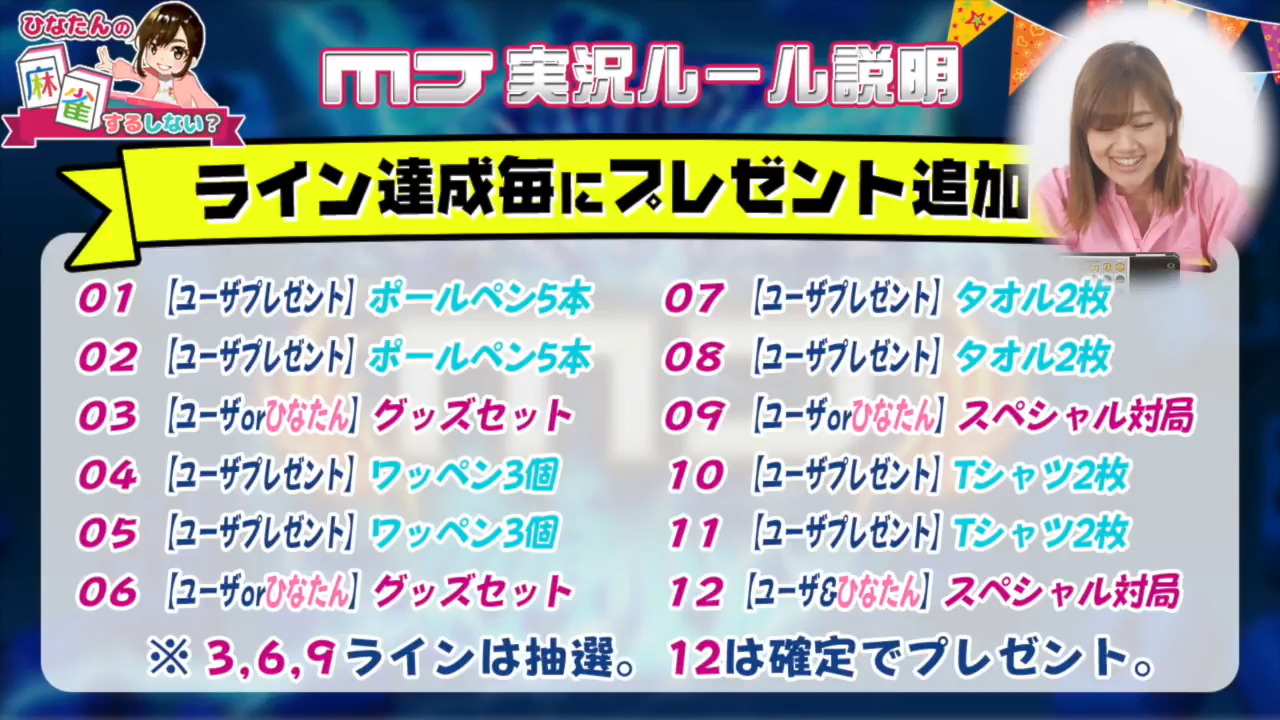 ひなたんの
麻雀
するしない?
MJ 実況ルール説明
ライン達成毎にプレゼント追加
01 【ユーザプレゼント】 ボールペン5本
02 【ユーザプレゼント】 ボールペン5本
03 【ユーザorひなたん】 グッズセット
04 【ユーザプレゼント】 ワッペン3個
05 【ユーザプレゼント】 ワッペン3個
06 【ユーザorひなたん】 グッズセット
07 【ユーザプレゼント】 タオル2枚
08 【ユーザプレゼント】 タオル2枚
09 【ユーザorひなたん】 スペシャル対局
10 【ユーザプレゼント】 Tシャツ2枚
11 【ユーザプレゼント】 Tシャツ2枚
12 【ユーザ&ひなたん】 スペシャル対局
※ 3,6,9ラインは抽選。 12は確定でプレゼント。